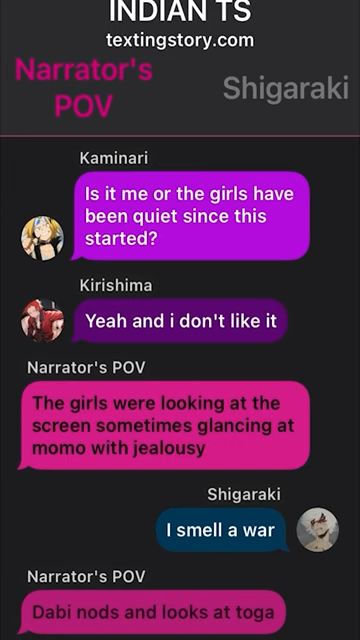 INDIAN TS
textingstory.com
Narrator's
POV
Shigaraki
Kaminari
Is it me or the girls have
been quiet since this
started?
Kirishima
Yeah and i don't like it
Narrator's POV
The girls were looking at the
screen sometimes glancing at
momo with jealousy
Shigaraki
I smell a war
Narrator's POV
Dabi nods and looks at toga